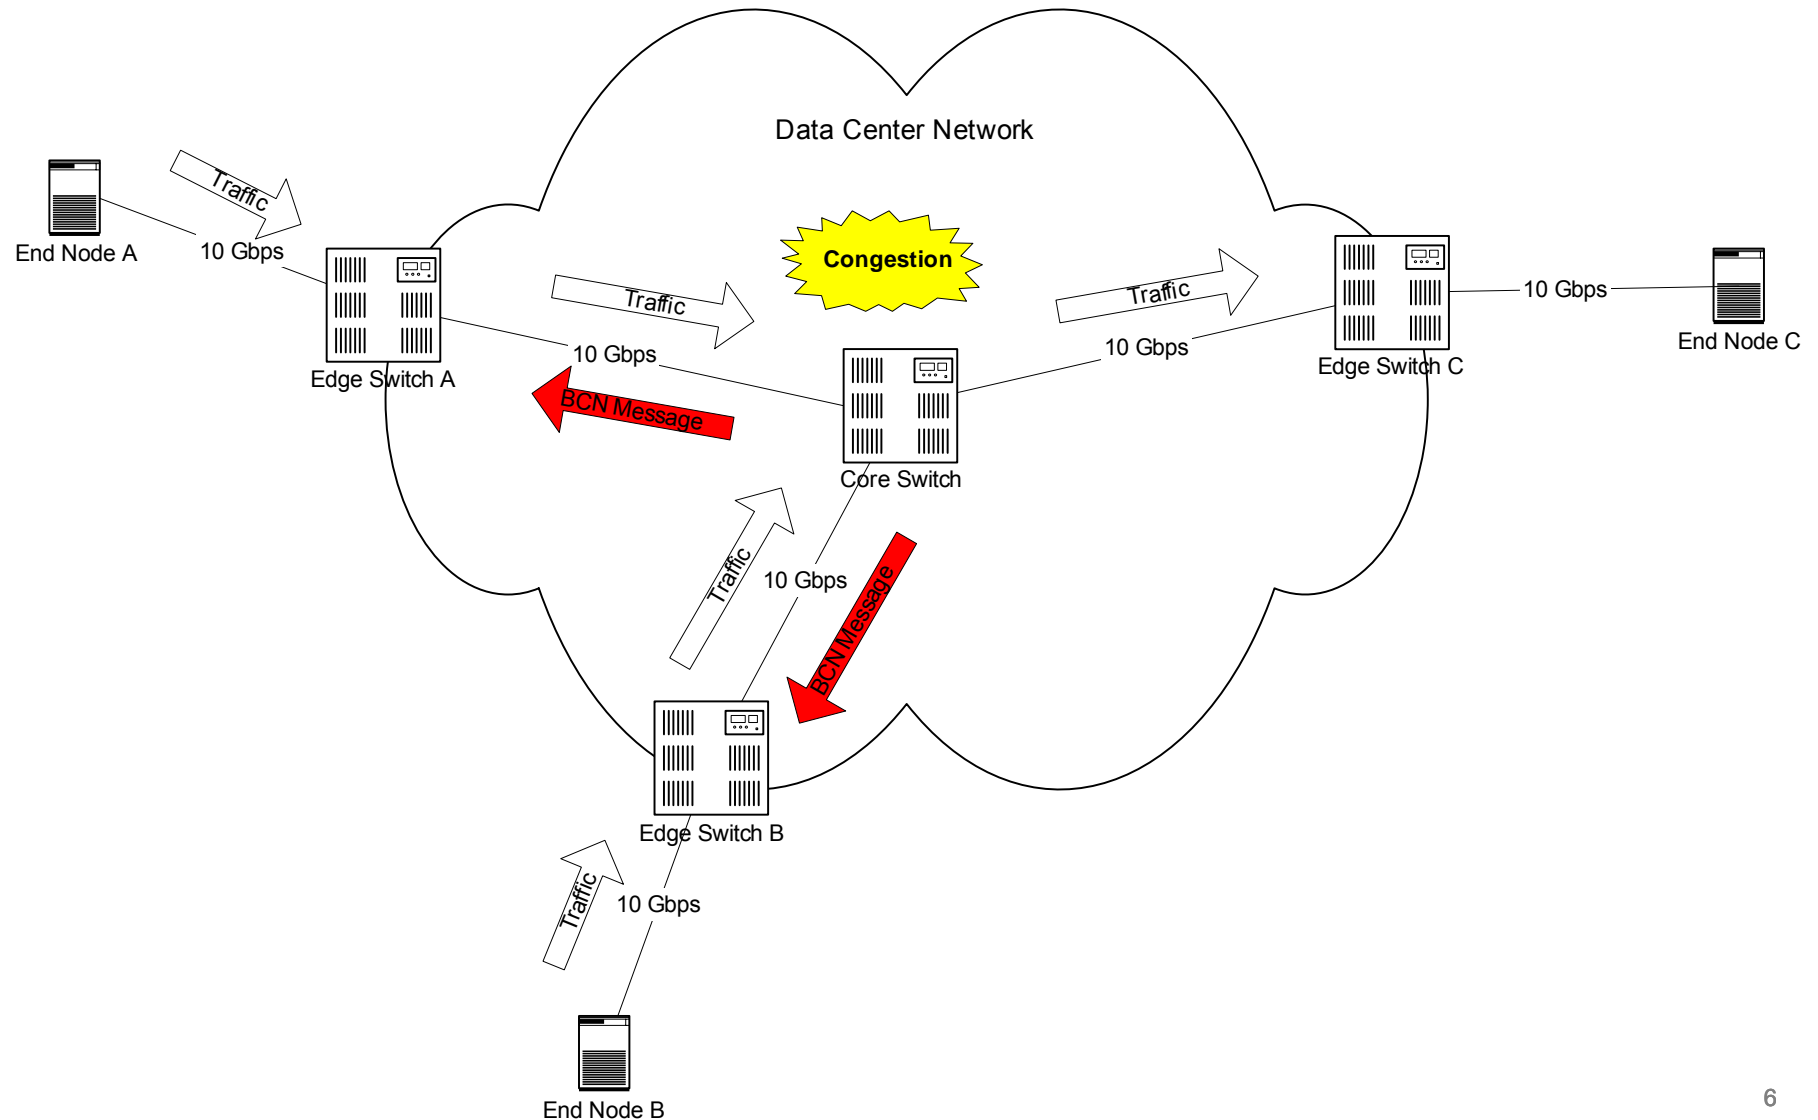 Data Center Network
Traffic
End Node A
10 Gbps
Congestion
Traffic
Traffic
10 Gbps
End Node C
10 Gbps
10 Gbps
Edge Switch C
Edge Switch A
BCN Message
Core Switch
Traffic
10 Gbps
BCN Message
Edge Switch B
Traffic
10 Gbps
End Node B
6